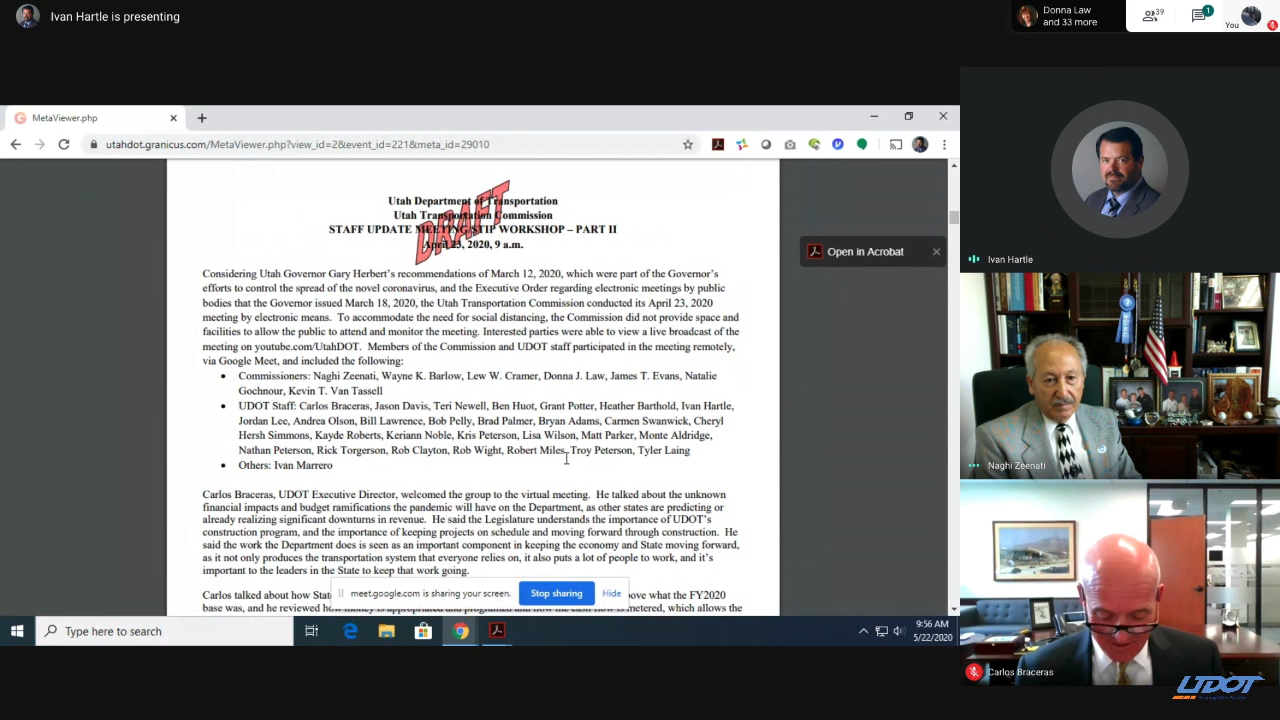 Ivan Hartle is presenting
Donna Law
and 33 more
39
1
You
MetaViewer.php
utahdot.granicus.com/MetaViewer.php?view_id=2&event_id=221&meta_id=29010
Open in Acrobat
DRAFT
Utah Department of Transportation
Utah Transportation Commission
STAFF UPDATE MEETING STIP WORKSHOP – PART II
April 23, 2020, 9 a.m.
Considering Utah Governor Gary Herbert's recommendations of March 12, 2020, which were part of the Governor's
efforts to control the spread of the novel coronavirus, and the Executive Order regarding electronic meetings by public
bodies that the Governor issued March 18, 2020, the Utah Transportation Commission conducted its April 23, 2020
meeting by electronic means. To accommodate the need for social distancing, the Commission did not provide space and
facilities to allow the public to attend and monitor the meeting. Interested parties were able to view a live broadcast of the
meeting on youtube.com/UtahDOT. Members of the Commission and UDOT staff participated in the meeting remotely,
via Google Meet, and included the following:
• Commissioners: Naghi Zeenati, Wayne K. Barlow, Lew W. Cramer, Donna J. Law, James T. Evans, Natalie
Gochnour, Kevin T. Van Tassell
• UDOT Staff: Carlos Braceras, Jason Davis, Teri Newell, Ben Huot, Grant Potter, Heather Barthold, Ivan Hartle,
Jordan Lee, Andrea Olson, Bill Lawrence, Bob Pelly, Brad Palmer, Bryan Adams, Carmen Swanwick, Cheryl
Hersh Simmons, Kayde Roberts, Keriann Noble, Kris Peterson, Lisa Wilson, Matt Parker, Monte Aldridge,
Nathan Peterson, Rick Torgerson, Rob Clayton, Rob Wight, Robert Miles, Troy Peterson, Tyler Laing
• Others: Ivan Marrero
Carlos Braceras, UDOT Executive Director, welcomed the group to the virtual meeting. He talked about the unknown
financial impacts and budget ramifications the pandemic will have on the Department, as other states are predicting or
already realizing significant downturns in revenue. He said the Legislature understands the importance of UDOT's
construction program, and the importance of keeping projects on schedule and moving forward through construction. He
said the work the Department does is seen as an important component in keeping the economy and State moving forward,
as it not only produces the transportation system that everyone relies on, it also puts a lot of people to work, and it's
important to the leaders in the State to keep that work going.
Carlos talked about how Stat
ove what the FY2020
base was, and he reviewed how money is appropriated and programed and how the cash flow is metered, which allows the
meet.google.com is sharing your screen.
Stop sharing
Hide
Type here to search
9:56 AM
5/22/2020
Ivan Hartle
Naghi Zeenati
Carlos Braceras
UDOT